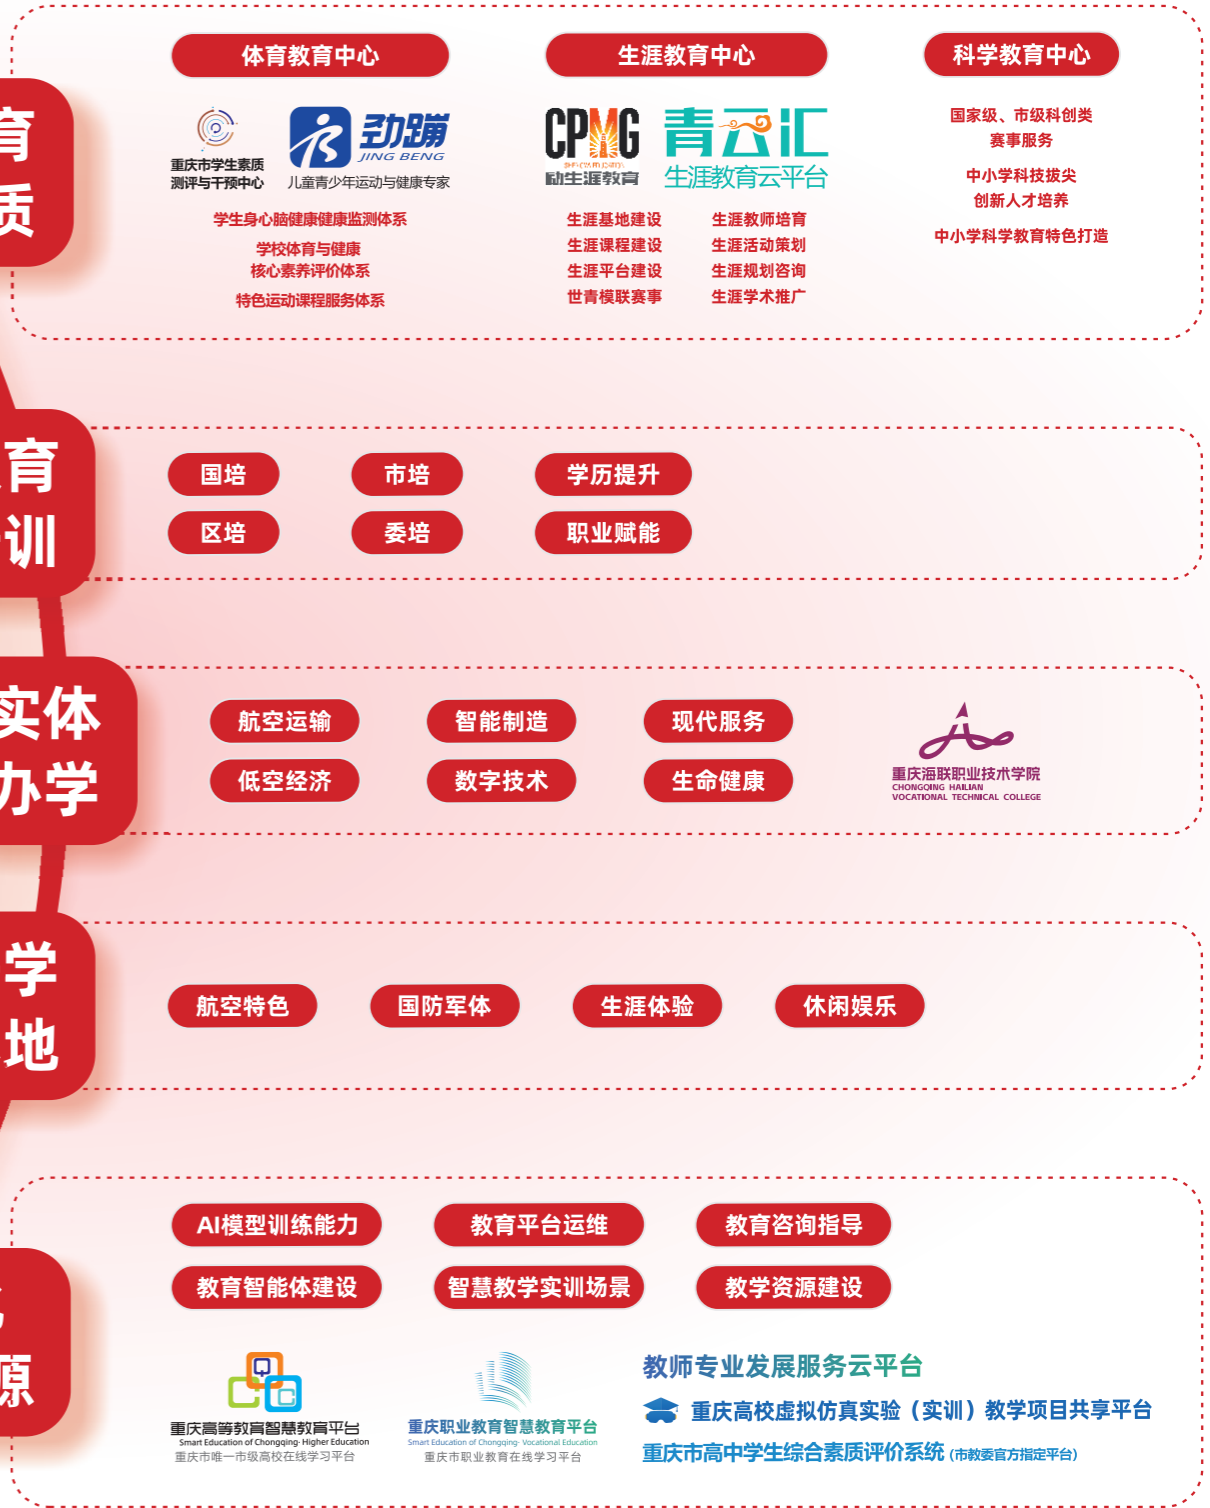 体育教育中心
生涯教育中心
科学教育中心
育
质
重庆市学生素质
测评与干预中心
劲蹦
JING BENG
儿童青少年运动与健康专家
学生身心脑健康健康监测体系
学校体育与健康
核心素养评价体系
特色运动课程服务体系
CPMG
励生涯教育
青云汇
生涯教育云平台
生涯基地建设
生涯教师培育
生涯课程建设
生涯活动策划
生涯平台建设
生涯规划咨询
世青模联赛事
生涯学术推广
国家级、市级科创类
赛事服务
中小学科技拔尖
创新人才培养
中小学科学教育特色打造
育
训
国培
市培
学历提升
区培
委培
职业赋能
实体
办学
航空运输
智能制造
现代服务
低空经济
数字技术
生命健康
重庆海联职业技术学院
CHONGQING HAILIAN
VOCATIONAL TECHNICAL COLLEGE
学
地
航空特色
国防军体
生涯体验
休闲娱乐
源
AI模型训练能力
教育平台运维
教育咨询指导
教育智能体建设
智慧教学实训场景
教学资源建设
重庆高等教育智慧教育平台
Smart Education of Chongqing· Higher Education
重庆市唯一市级高校在线学习平台
重庆职业教育智慧教育平台
Smart Education of Chongqing· Vocational Education
重庆市职业教育在线学习平台
教师专业发展服务云平台
重庆高校虚拟仿真实验（实训）教学项目共享平台
重庆市高中学生综合素质评价系统 (市教委官方指定平台)